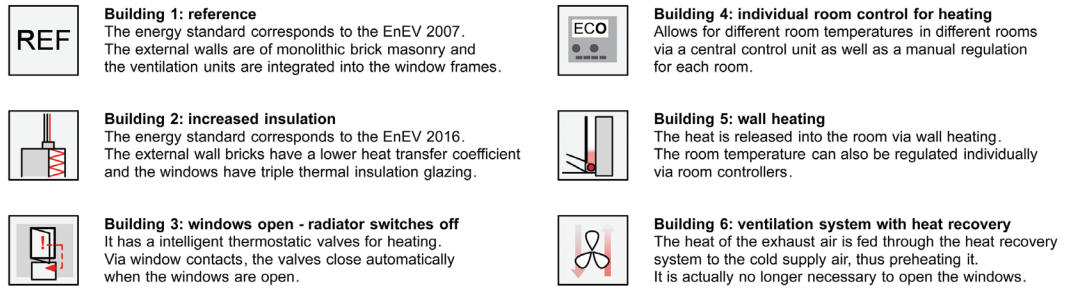 REF
Building 1: reference
The energy standard corresponds to the EnEV 2007.
The external walls are of monolithic brick masonry and
the ventilation units are integrated into the window frames.
Building 2: increased insulation
The energy standard corresponds to the EnEV 2016.
The external wall bricks have a lower heat transfer coefficient
and the windows have triple thermal insulation glazing.
!
Building 3: windows open - radiator switches off
It has a intelligent thermostatic valves for heating.
Via window contacts, the valves close automatically
when the windows are open.
ECO
Building 4: individual room control for heating
Allows for different room temperatures in different rooms
via a central control unit as well as a manual regulation
for each room.
Building 5: wall heating
The heat is released into the room via wall heating.
The room temperature can also be regulated individually
via room controllers.
Building 6: ventilation system with heat recovery
The heat of the exhaust air is fed through the heat recovery
system to the cold supply air, thus preheating it.
It is actually no longer necessary to open the windows.